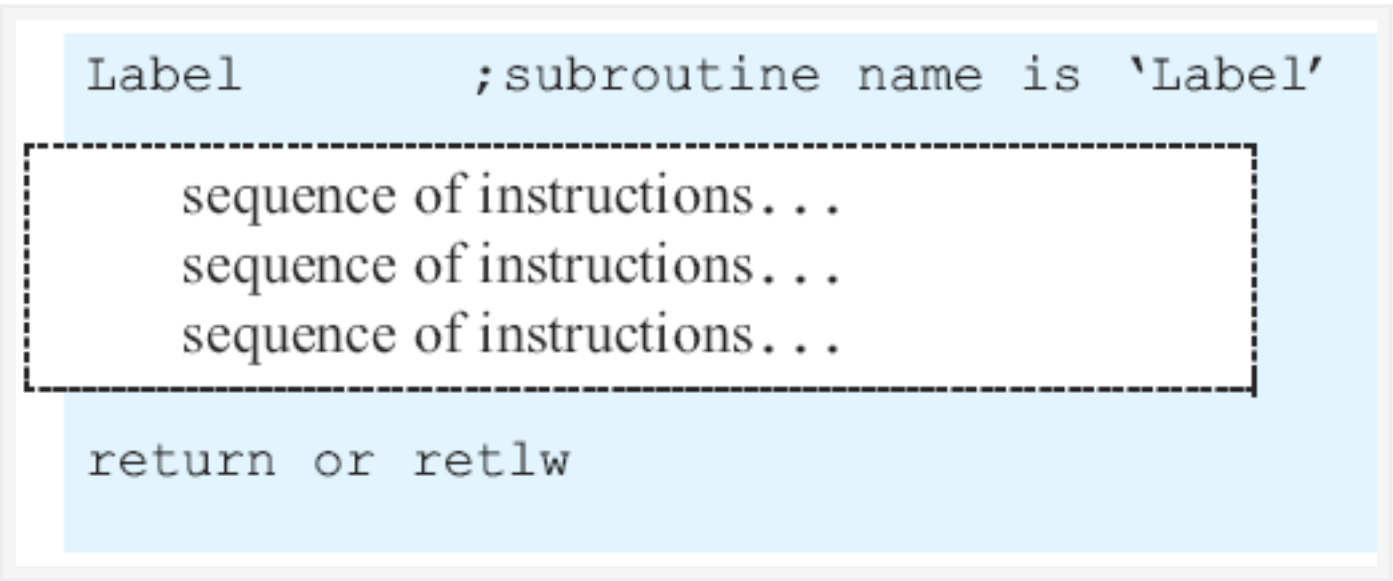 Label ;subroutine name is ‘Label’
sequence of instructions...
sequence of instructions...
sequence of instructions...
return or retlw